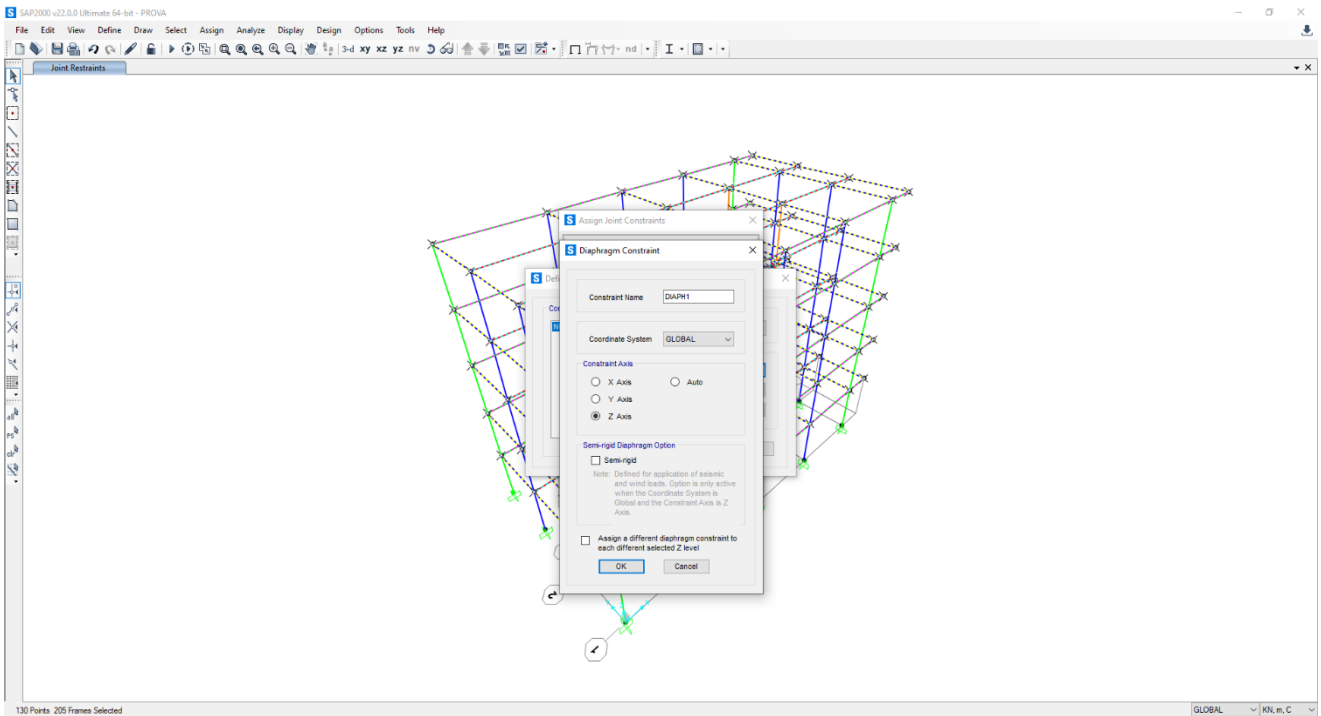 SAP2000 v22.0.0 Ultimate 64-bit - PROVA
File Edit View Define Draw Select Assign Analyze Display Design Options Tools Help
3-d xy xz yz nv nd
Joint Restraints
Assign Joint Constraints
Diaphragm Constraint
Constraint Name DIAPH1
Coordinate System GLOBAL
Constraint Axis
X Axis Auto
Y Axis
Z Axis
Semi-rigid Diaphragm Option
Semi-rigid
Note: Defined for application of seismic
and wind loads. Option is only active
when the Coordinate System is
Global and the Constraint Axis is Z
Axis.
Assign a different diaphragm constraint to
each different selected Z level
OK Cancel
all
PS
clr
130 Points 205 Frames Selected
GLOBAL KN, m, C